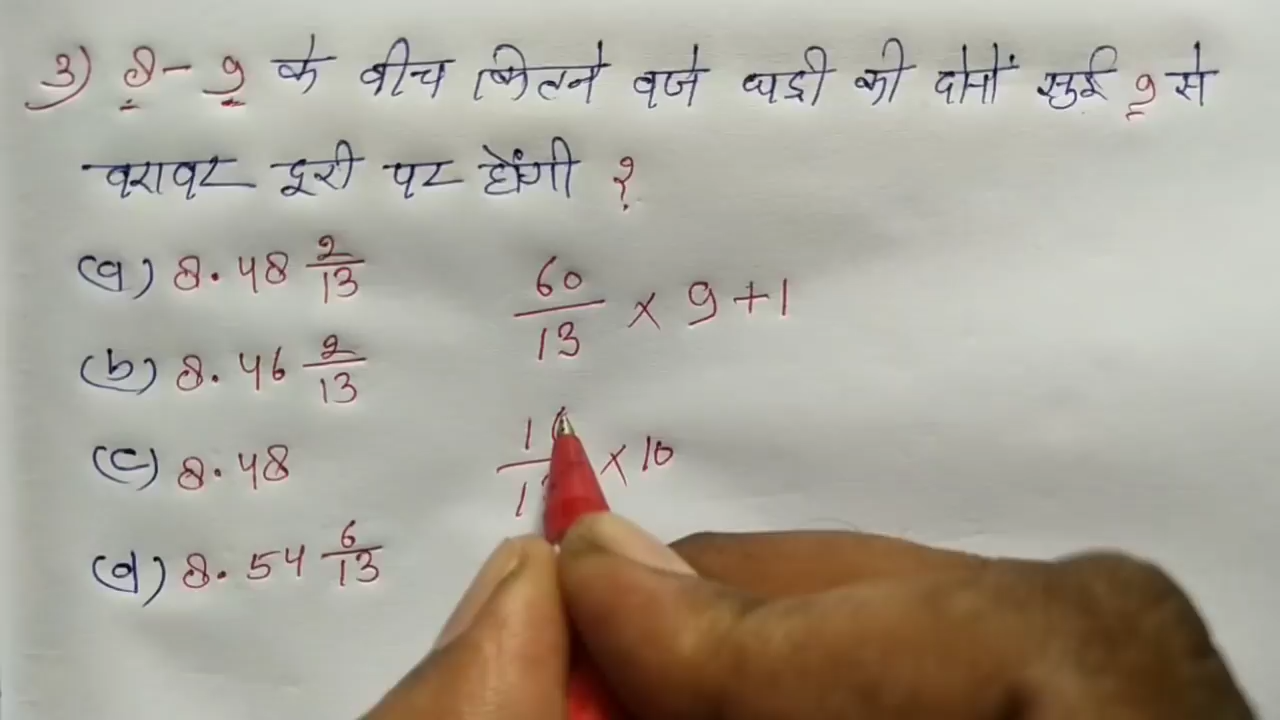 3) 8- 9 के बीच कितने बजे घड़ी की दोनों सुई 9 से
बराबर दूरी पर होंगी ?
(a) 8. 48 2/13
(b) 8. 46 2/13
(c) 8. 48
(d) 8. 54 6/13
60/13 × 9 + 1
× 10